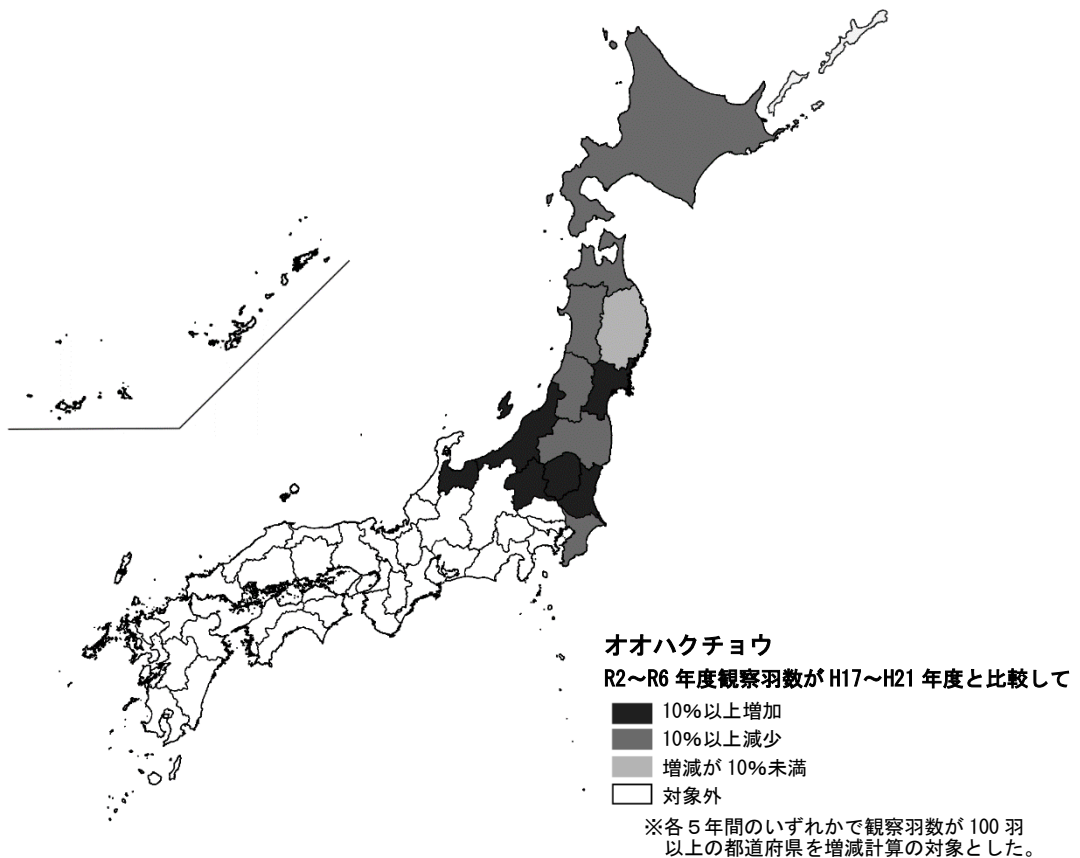 オオハクチョウ
R2～R6 年度観察羽数が H17～H21 年度と比較して
10%以上増加
10%以上減少
増減が 10%未満
対象外
※各５年間のいずれかで観察羽数が 100 羽
以上の都道府県を増減計算の対象とした。